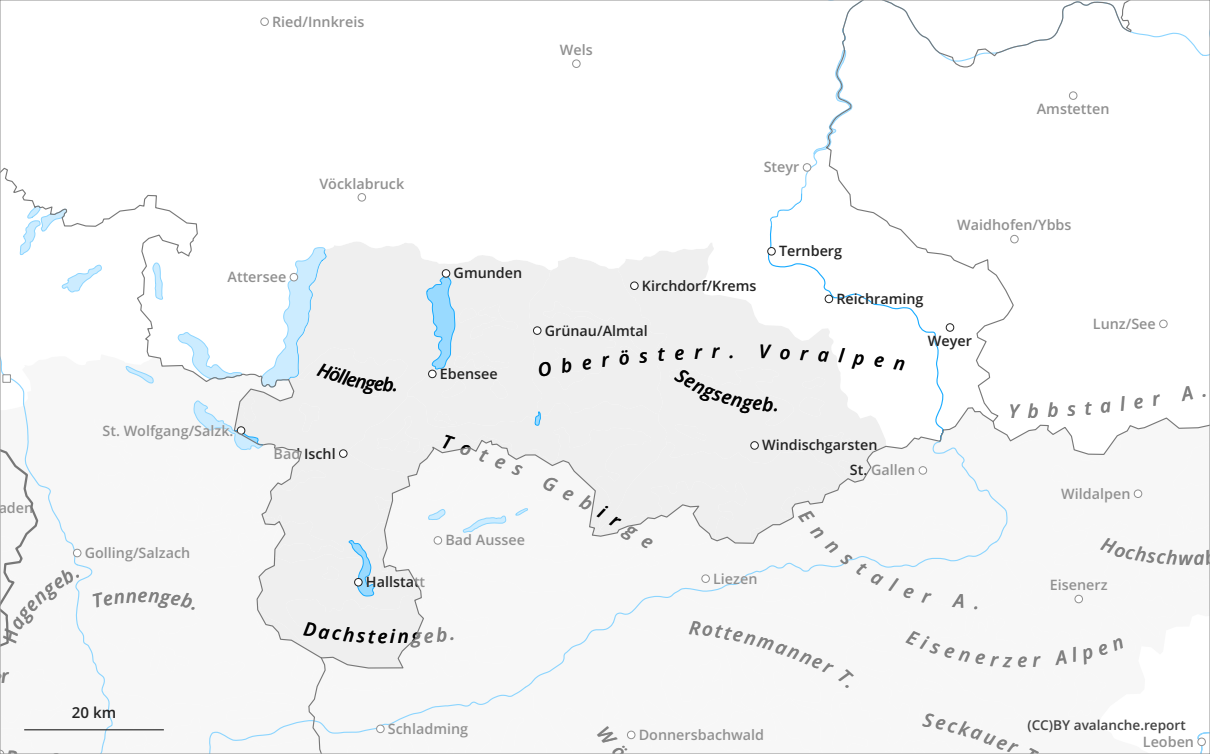 Ried/Innkreis
Wels
Amstetten
Steyr
Vöcklabruck
Waidhofen/Ybbs
Ternberg
Attersee
Gmunden
Kirchdorf/Krems
Reichraming
Lunz/See
Grünau/Almtal
Weyer
Oberösterr. Voralpen
Höllengeb.
Ebensee
Sengsengeb.
Ybbstaler A.
St. Wolfgang/Salzk.
Bad Ischl
Totes Gebirge
Windischgarsten
St. Gallen
Wildalpen
aden
Golling/Salzach
Bad Aussee
Ennstaler A.
Hochschwab
Hallstatt
Liezen
Eisenerz
Hagengeb.
Tennengeb.
Dachsteingeb.
Rottenmanner T.
Eisenerzer Alpen
r
20 km
Schladming
Donnersbachwald
Wö
Seckauer T
(CC)BY avalanche.report
Leoben